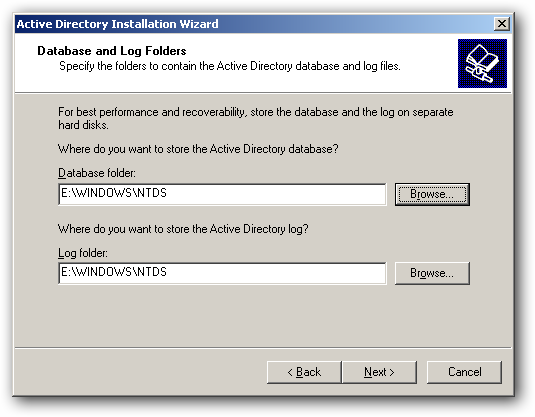 Active Directory Installation Wizard
Database and Log Folders
Specify the folders to contain the Active Directory database and log files.
For best performance and recoverability, store the database and the log on separate
hard disks.
Where do you want to store the Active Directory database?
Database folder:
E:\WINDOWS\NTDS
Browse...
Where do you want to store the Active Directory log?
Log folder:
E:\WINDOWS\NTDS
Browse...
< Back
Next >
Cancel